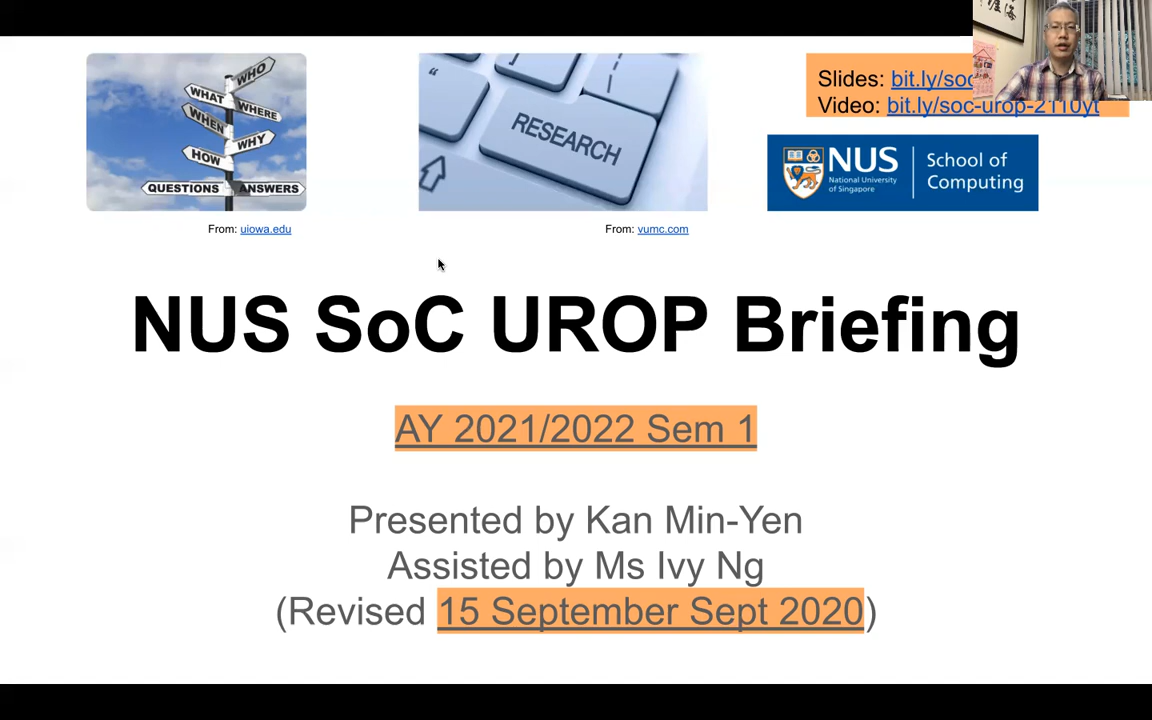 WHO
WHAT
WHERE
WHEN
WHY
HOW
QUESTIONS ANSWERS
RESEARCH
Slides: bit.ly/soc
Video: bit.ly/soc-urop-2110yt
NUS
National University
of Singapore
School of
Computing
From: uiowa.edu
From: vumc.com
NUS SoC UROP Briefing
AY 2021/2022 Sem 1
Presented by Kan Min-Yen
Assisted by Ms Ivy Ng
(Revised 15 September Sept 2020)